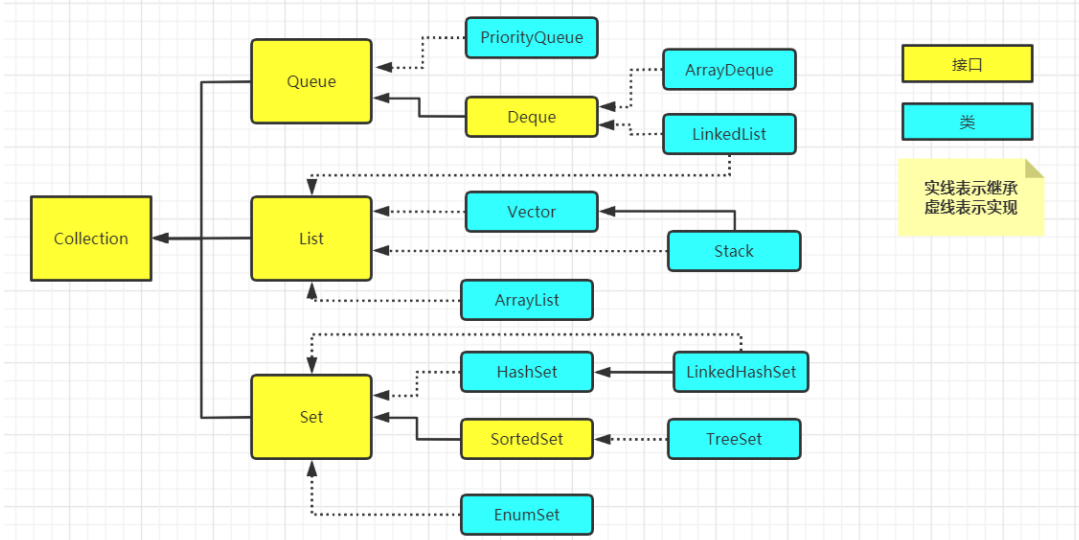 PriorityQueue
Queue
ArrayDeque
接口
Deque
LinkedList
类
实线表示继承
虚线表示实现
Collection
List
Vector
Stack
ArrayList
HashSet
LinkedHashSet
Set
SortedSet
TreeSet
EnumSet